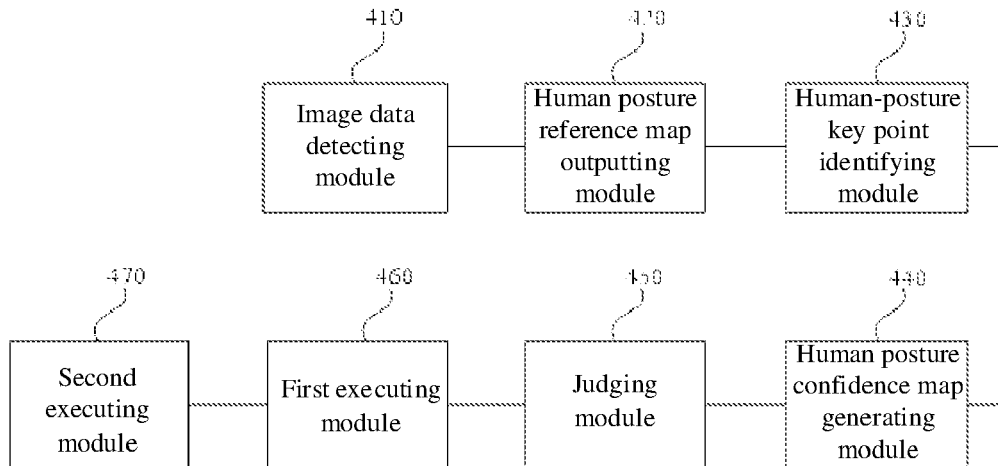 410
420
430
Image data
detecting
module
Human posture
reference map
outputting
module
Human-posture
key point
identifying
module
470
460
450
440
Second
executing
module
First executing
module
Judging
module
Human posture
confidence map
generating
module